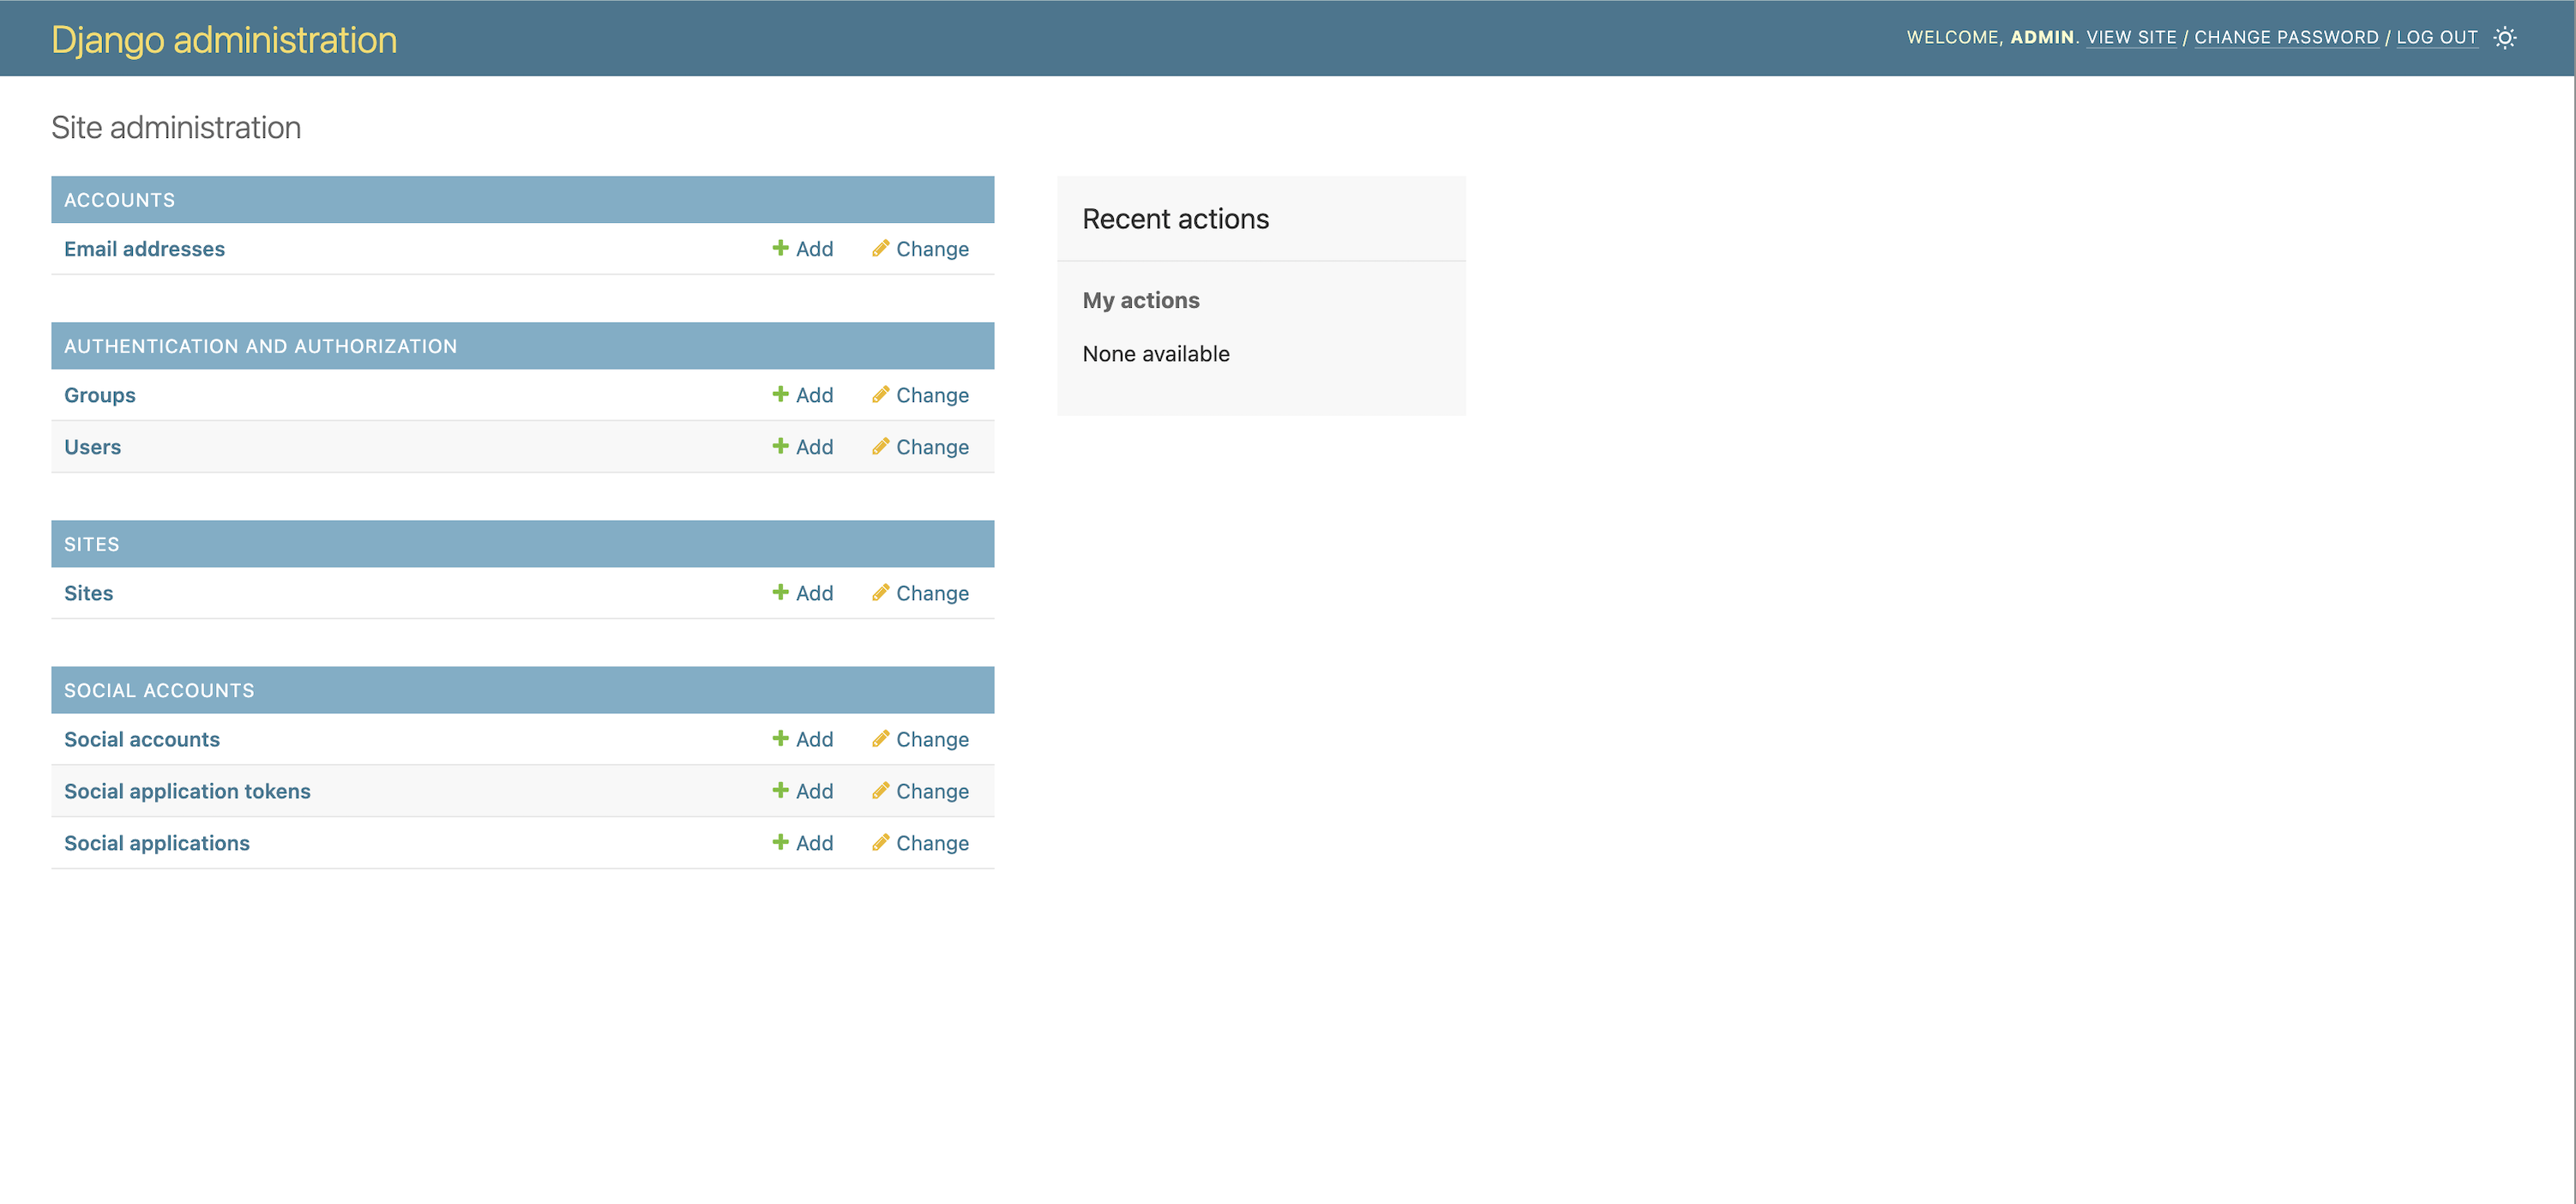 Django administration
WELCOME, ADMIN. VIEW SITE / CHANGE PASSWORD / LOG OUT
Site administration
ACCOUNTS
Email addresses Add Change
AUTHENTICATION AND AUTHORIZATION
Groups Add Change
Users Add Change
SITES
Sites Add Change
SOCIAL ACCOUNTS
Social accounts Add Change
Social application tokens Add Change
Social applications Add Change
Recent actions
My actions
None available